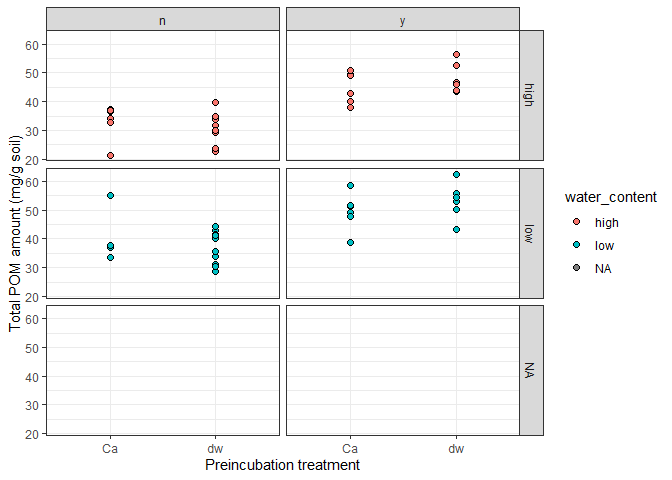 n
y
60
50
40
30
20
high
60
50
40
30
20
low
60
50
40
30
20
NA
Ca
dw
Ca
dw
Preincubation treatment
Total POM amount (mg/g soil)
water_content
high
low
NA